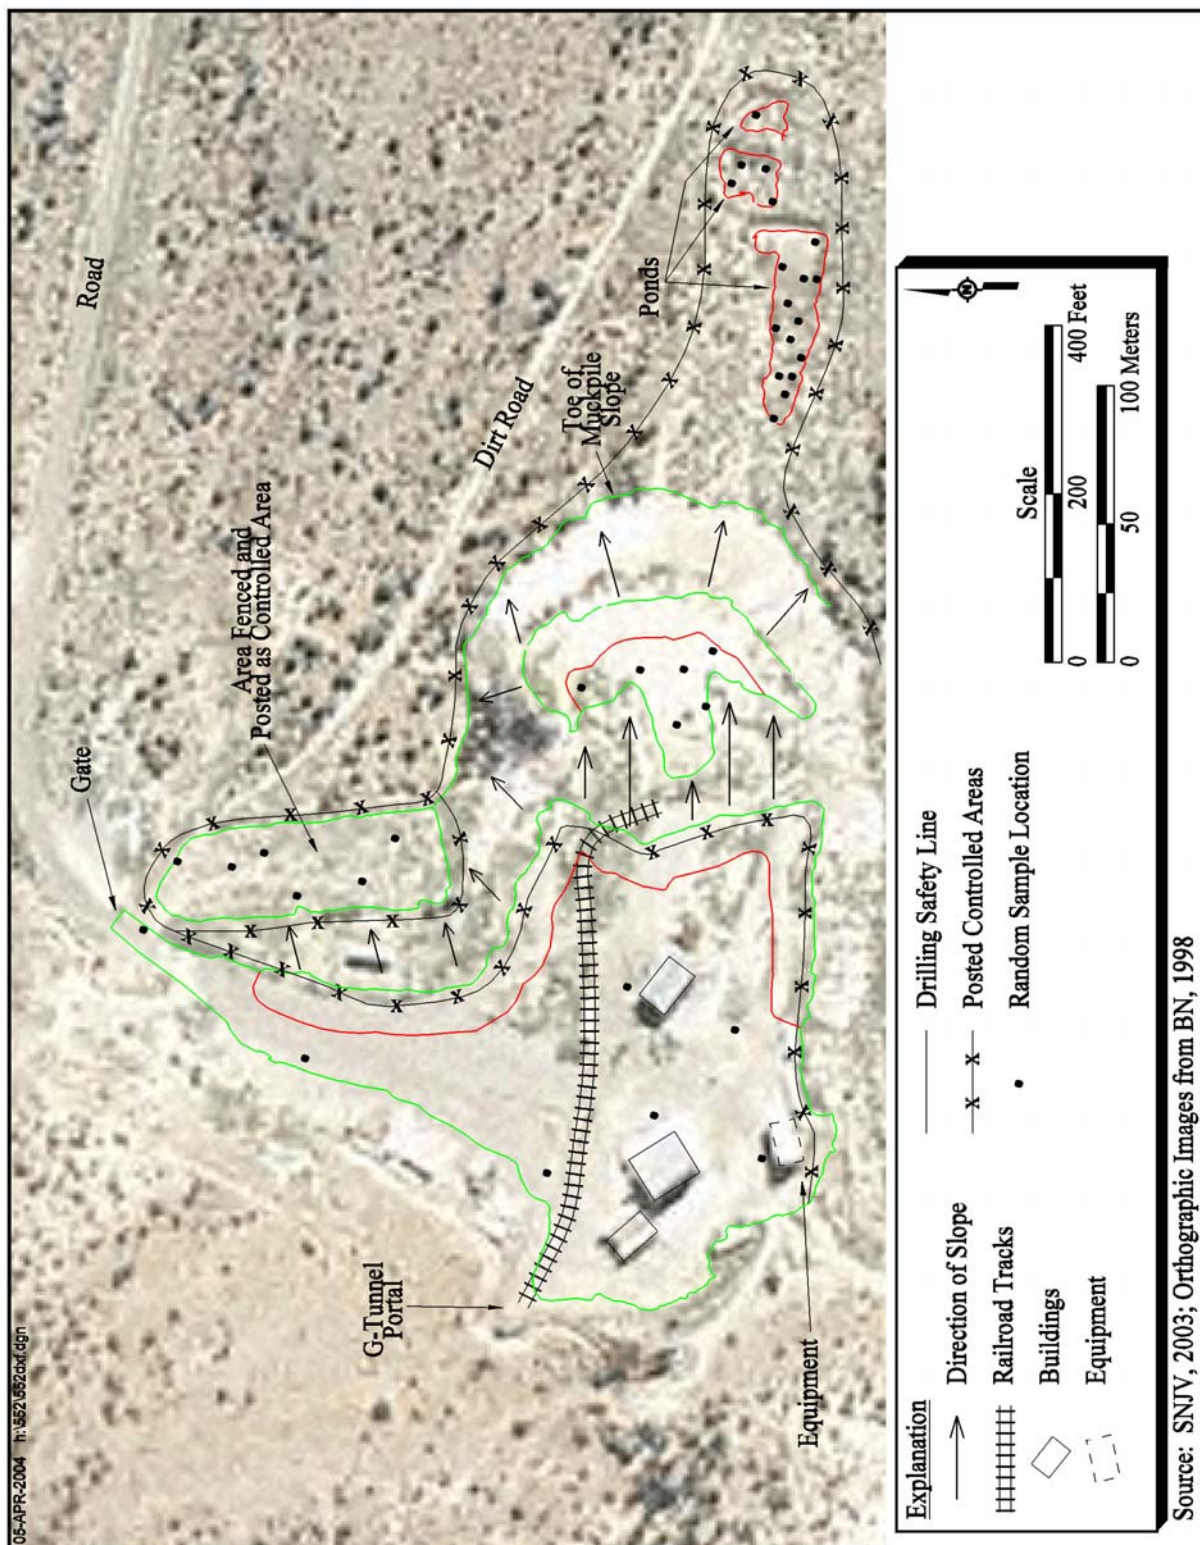 05-APR-2004 h:\552\552dxf.dgn
Road
Gate
Area Fenced and
Posted as Controlled Area
Dirt Road
Toe of
Muckpile
Slope
Ponds
G-Tunnel
Portal
Equipment
Explanation
Direction of Slope
Railroad Tracks
Buildings
Equipment
Drilling Safety Line
x x Posted Controlled Areas
Random Sample Location
N
Scale
0 200 400 Feet
0 50 100 Meters
Source: SNJV, 2003; Orthographic Images from BN, 1998